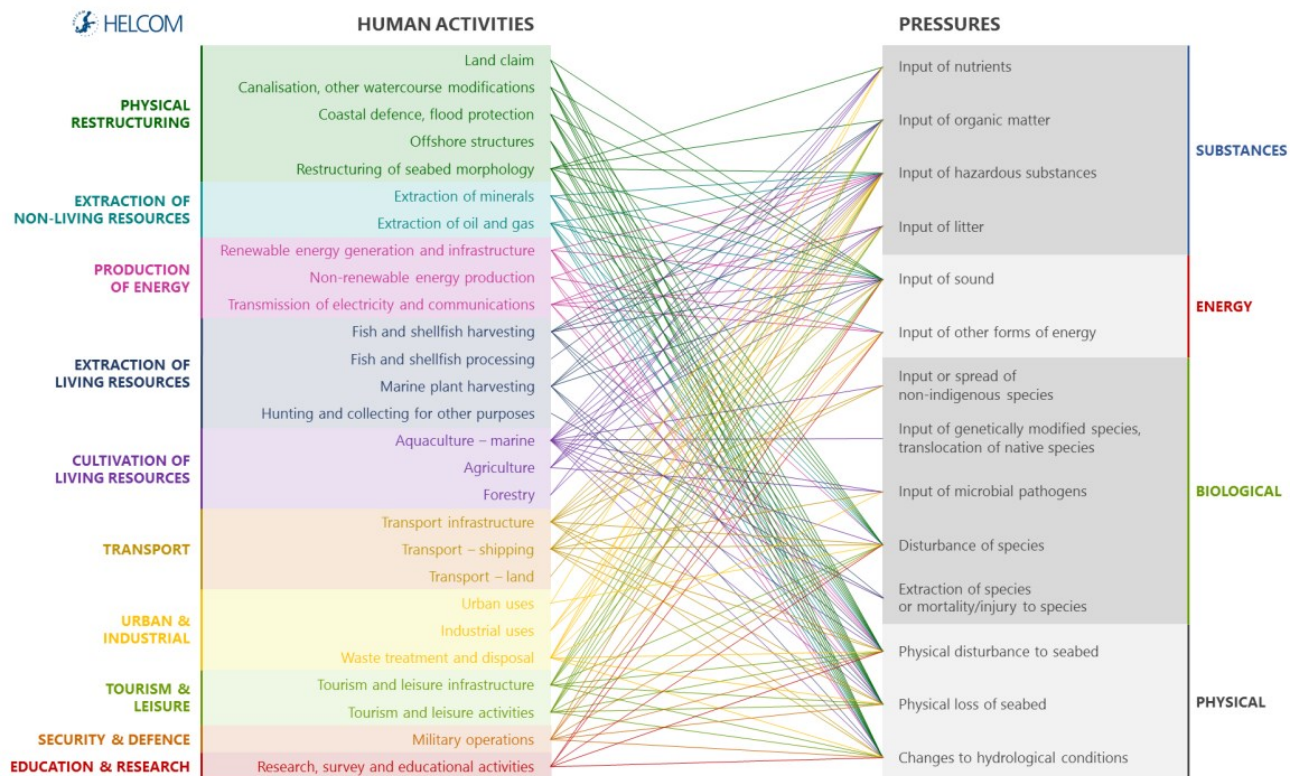 HELCOM
HUMAN ACTIVITIES
PRESSURES
PHYSICAL
RESTRUCTURING
Land claim
Canalisation, other watercourse modifications
Coastal defence, flood protection
Offshore structures
Restructuring of seabed morphology
EXTRACTION OF
NON-LIVING RESOURCES
Extraction of minerals
Extraction of oil and gas
PRODUCTION
OF ENERGY
Renewable energy generation and infrastructure
Non-renewable energy production
Transmission of electricity and communications
EXTRACTION OF
LIVING RESOURCES
Fish and shellfish harvesting
Fish and shellfish processing
Marine plant harvesting
Hunting and collecting for other purposes
CULTIVATION OF
LIVING RESOURCES
Aquaculture – marine
Agriculture
Forestry
TRANSPORT
Transport infrastructure
Transport – shipping
Transport – land
URBAN &
INDUSTRIAL
Urban uses
Industrial uses
Waste treatment and disposal
TOURISM &
LEISURE
Tourism and leisure infrastructure
Tourism and leisure activities
SECURITY & DEFENCE
Military operations
EDUCATION & RESEARCH
Research, survey and educational activities
Input of nutrients
Input of organic matter
Input of hazardous substances
Input of litter
SUBSTANCES
Input of sound
Input of other forms of energy
ENERGY
Input or spread of
non-indigenous species
Input of genetically modified species,
translocation of native species
Input of microbial pathogens
Disturbance of species
Extraction of species
or mortality/injury to species
BIOLOGICAL
Physical disturbance to seabed
Physical loss of seabed
Changes to hydrological conditions
PHYSICAL